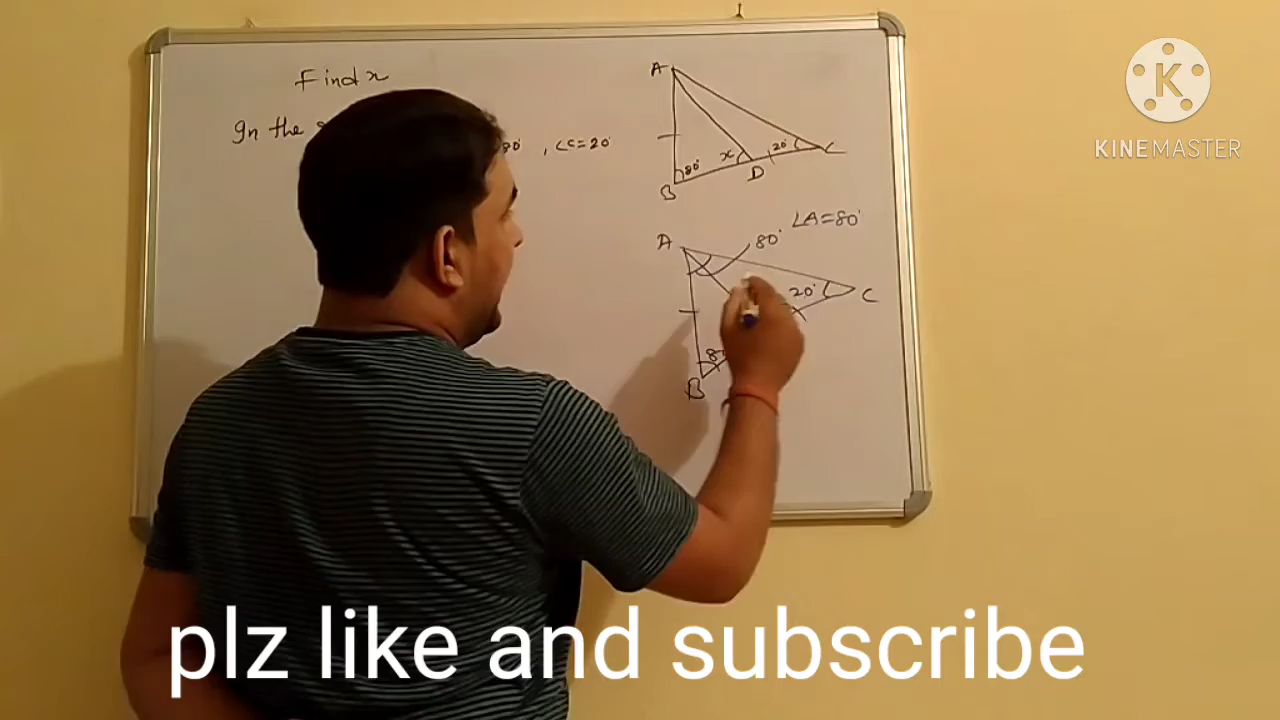 Find x
In the
80° , ∠C=20°
A
x
20°
80°
C
D
B
∠A=80°
A
80°
20°
C
B
K
KINEMASTER
plz like and subscribe